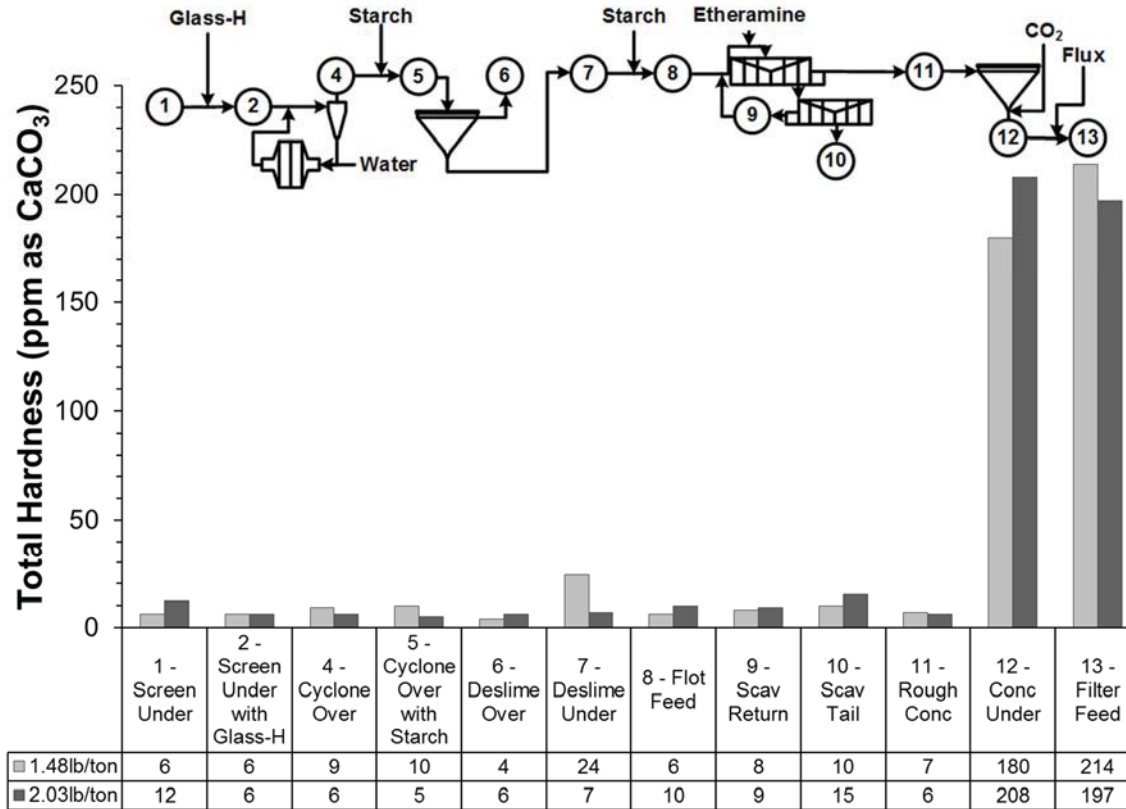 Glass-H
Starch
Starch
Etheramine
CO2
Flux
1
2
4
5
6
7
8
9
10
11
12
13
Water
Total Hardness (ppm as CaCO3)
250
200
150
100
50
0
1 -
Screen
Under
2 -
Screen
Under
with
Glass-H
4 -
Cyclone
Over
5 -
Cyclone
Over
with
Starch
6 -
Deslime
Over
7 -
Deslime
Under
8 - Flot
Feed
9 -
Scav
Return
10 -
Scav
Tail
11 -
Rough
Conc
12 -
Conc
Under
13 -
Filter
Feed
1.48lb/ton 6 6 9 10 4 24 6 8 10 7 180 214
2.03lb/ton 12 6 6 5 6 7 10 9 15 6 208 197